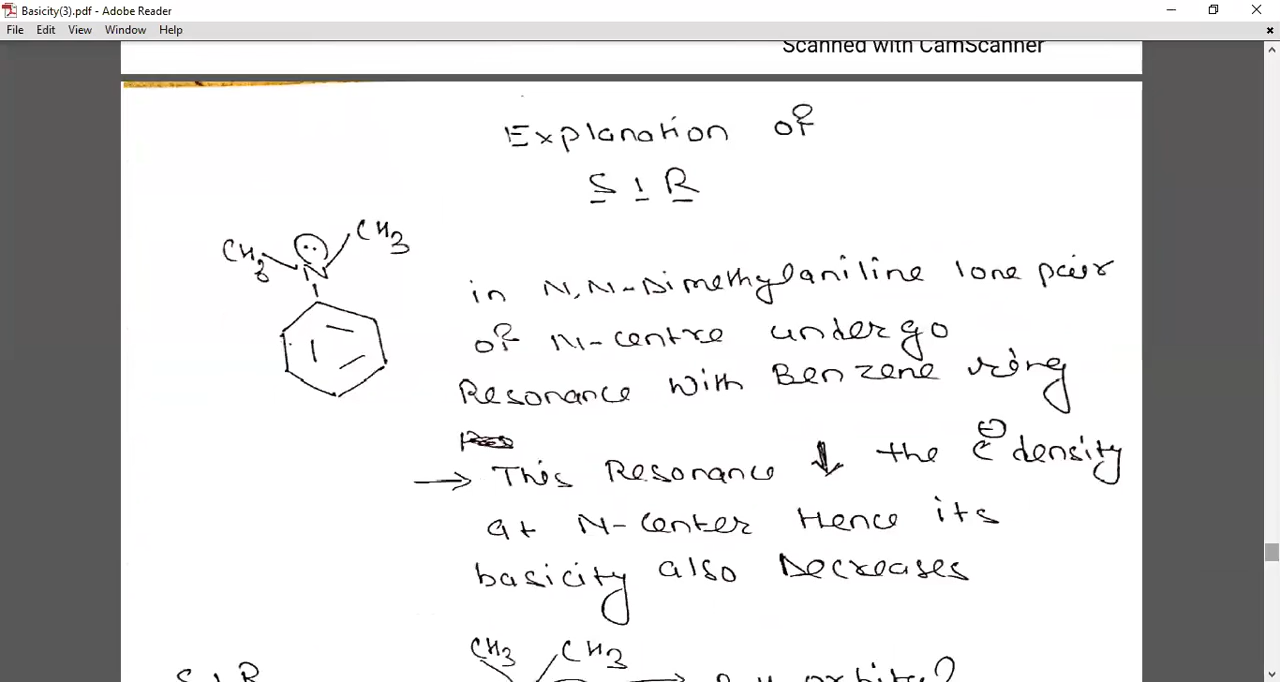 Basicity(3).pdf - Adobe Reader
File Edit View Window Help
Scanned with CamScanner
Explanation of
S I R
CH3 CH3
N
in N,N-Dimethylaniline lone pair
of N-centre undergo
Resonance with Benzene ring
→ This Resonance ↓ the e⊖ density
at N-center Hence its
basicity also Decreases
CH3 CH3
S I R